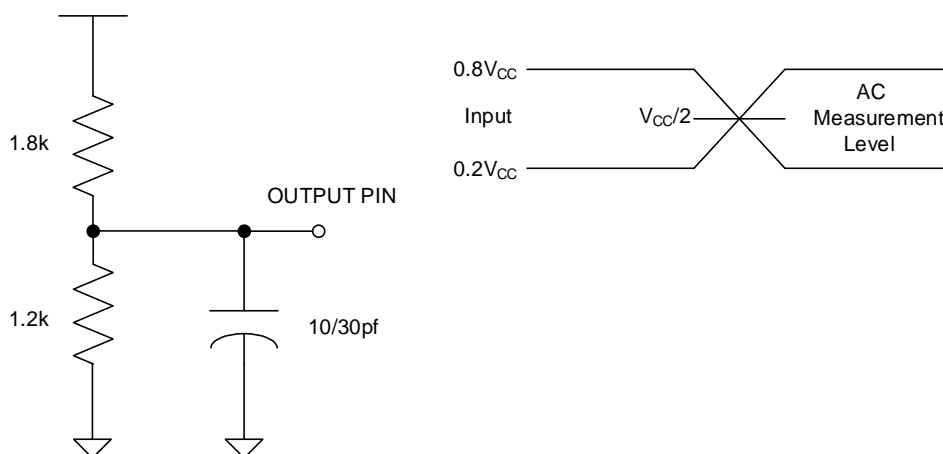 1.8k
OUTPUT PIN
1.2k
10/30pf
0.8V<sub>CC</sub>
Input
V<sub>CC</sub>/2
0.2V<sub>CC</sub>
AC
Measurement
Level